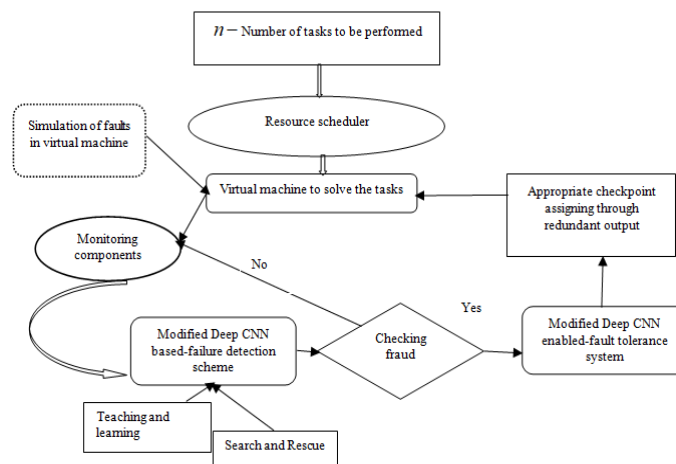 n – Number of tasks to be performed
Resource scheduler
Simulation of faults
in virtual machine
Virtual machine to solve the tasks
Appropriate checkpoint
assigning through
redundant output
Monitoring
components
No
Yes
Modified Deep CNN
based-failure detection
scheme
Checking
fraud
Modified Deep CNN
enabled-fault tolerance
system
Teaching and
learning
Search and Rescue